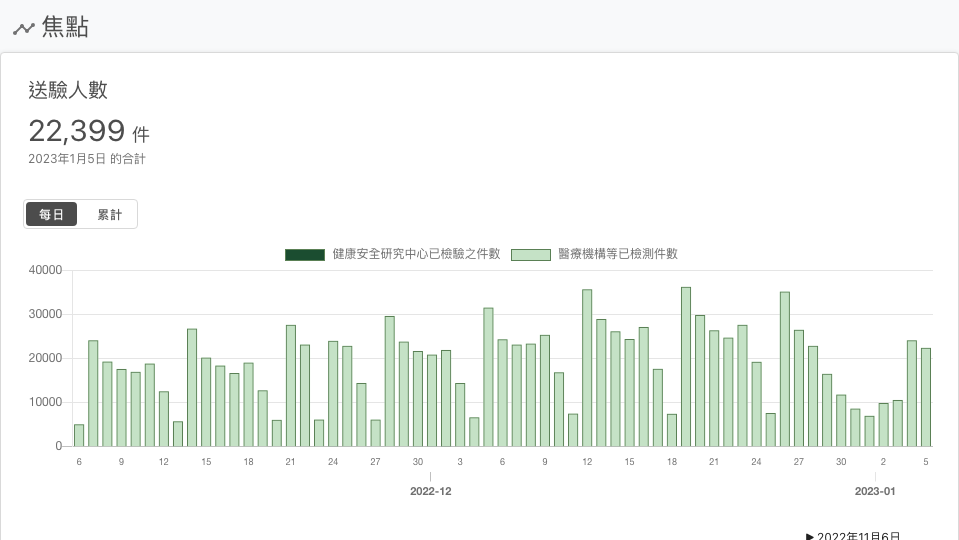 焦點
送驗人數
22,399 件
2023年1月5日 的合計
每日 累計
健康安全研究中心已檢驗之件數 醫療機構等已檢測件數
40000
30000
20000
10000
0
6 9 12 15 18 21 24 27 30 3 6 9 12 15 18 21 24 27 30 2 5
2022-12 2023-01
▶ 2022年11月6日